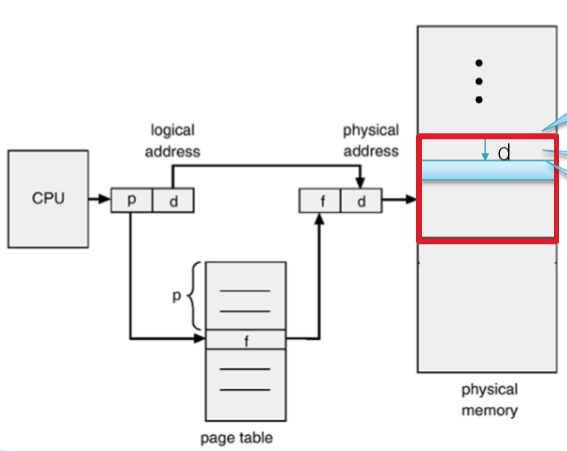 logical
address
physical
address
d
CPU
p
d
f
d
p
f
page table
physical
memory